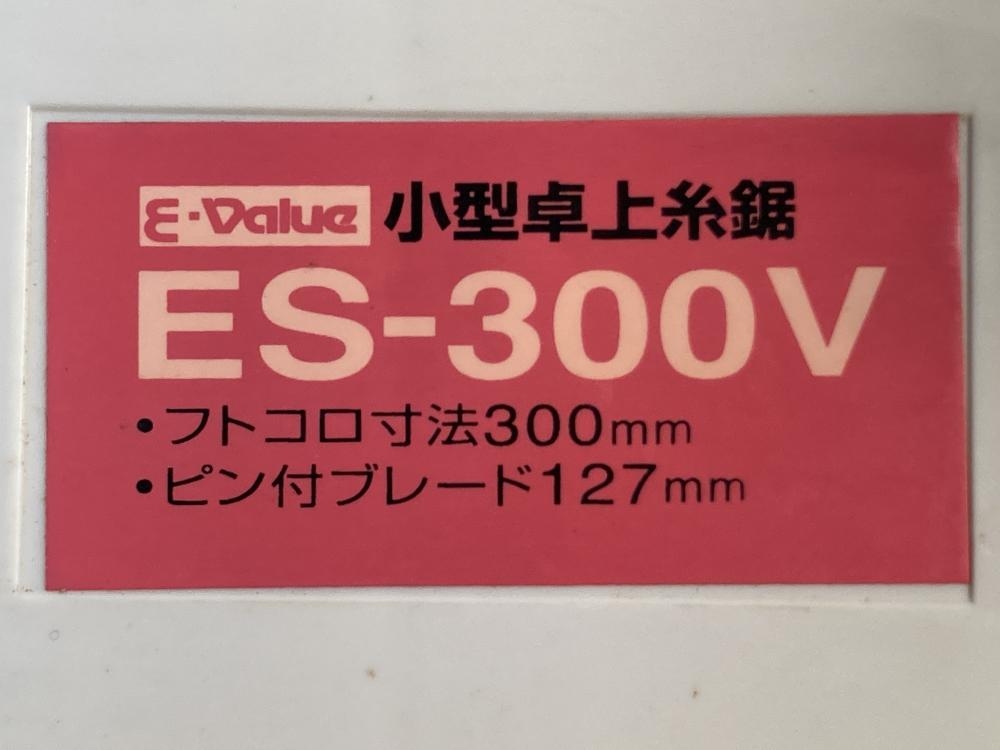 E-Value 小型卓上糸鋸
ES-300V
・フトコロ寸法300mm
・ピン付ブレード127mm